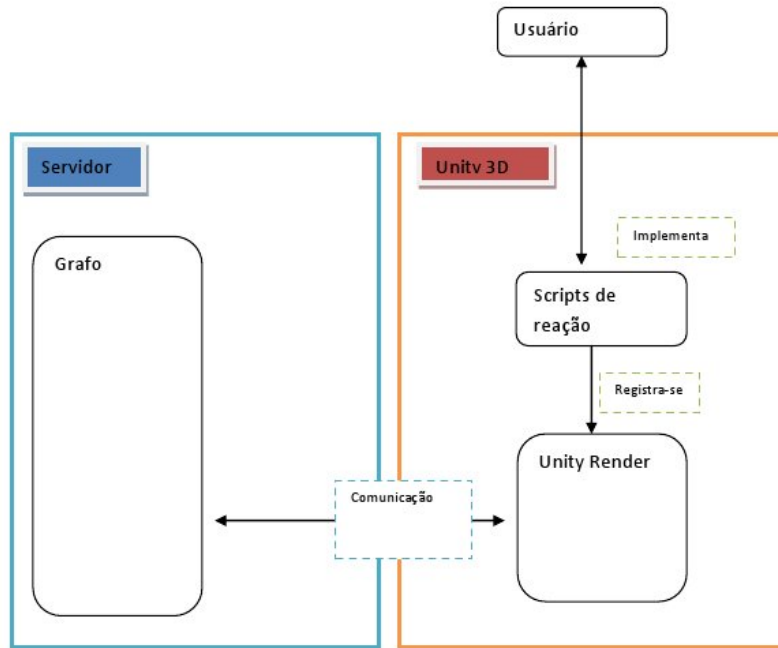 Usuário
Servidor
Unity 3D
Implementa
Grafo
Scripts de
reação
Registra-se
Unity Render
Comunicação